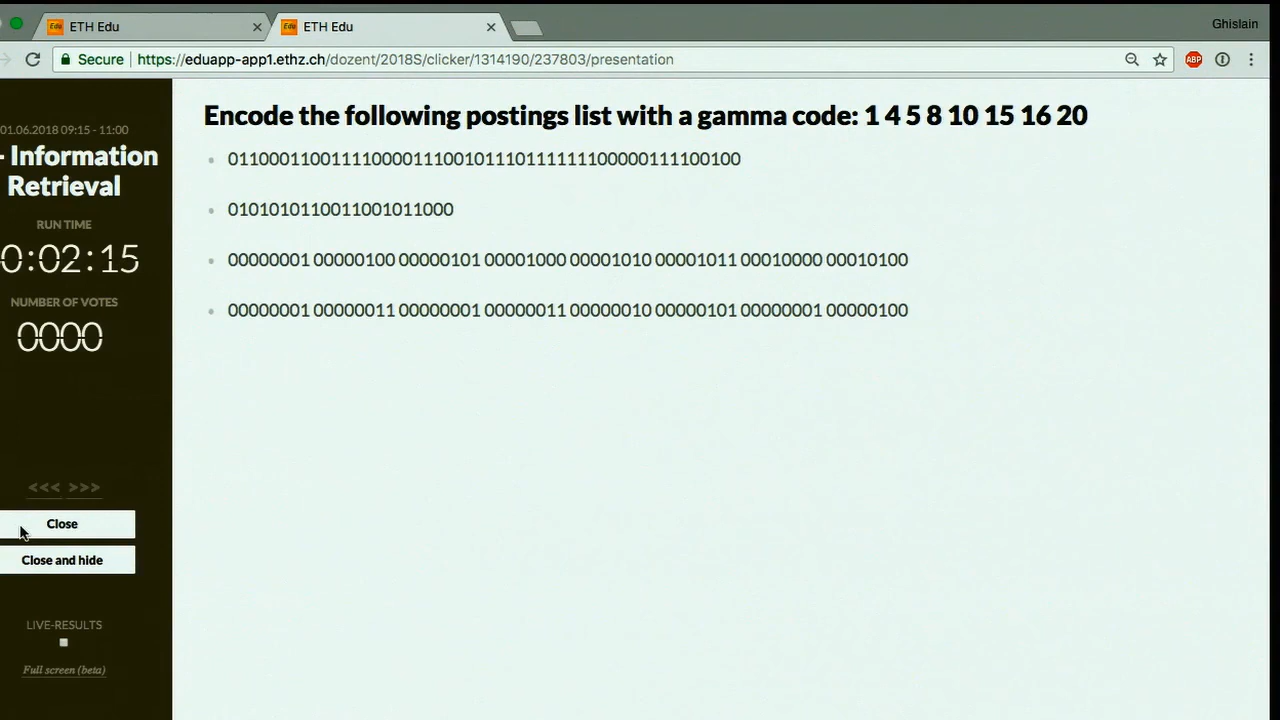 ETH Edu
ETH Edu
Ghislain
Secure
https://eduapp-app1.ethz.ch/dozent/2018S/clicker/1314190/237803/presentation
ABP
01.06.2018 09:15 - 11:00
- Information
Retrieval
RUN TIME
0:02:15
NUMBER OF VOTES
0000
<<< >>>
Close
Close and hide
LIVE-RESULTS
Full screen (beta)
Encode the following postings list with a gamma code: 1 4 5 8 10 15 16 20
01100011001111000011100101110111111100000111100100
0101010110011001011000
00000001 00000100 00000101 00001000 00001010 00001011 00010000 00010100
00000001 00000011 00000001 00000011 00000010 00000101 00000001 00000100